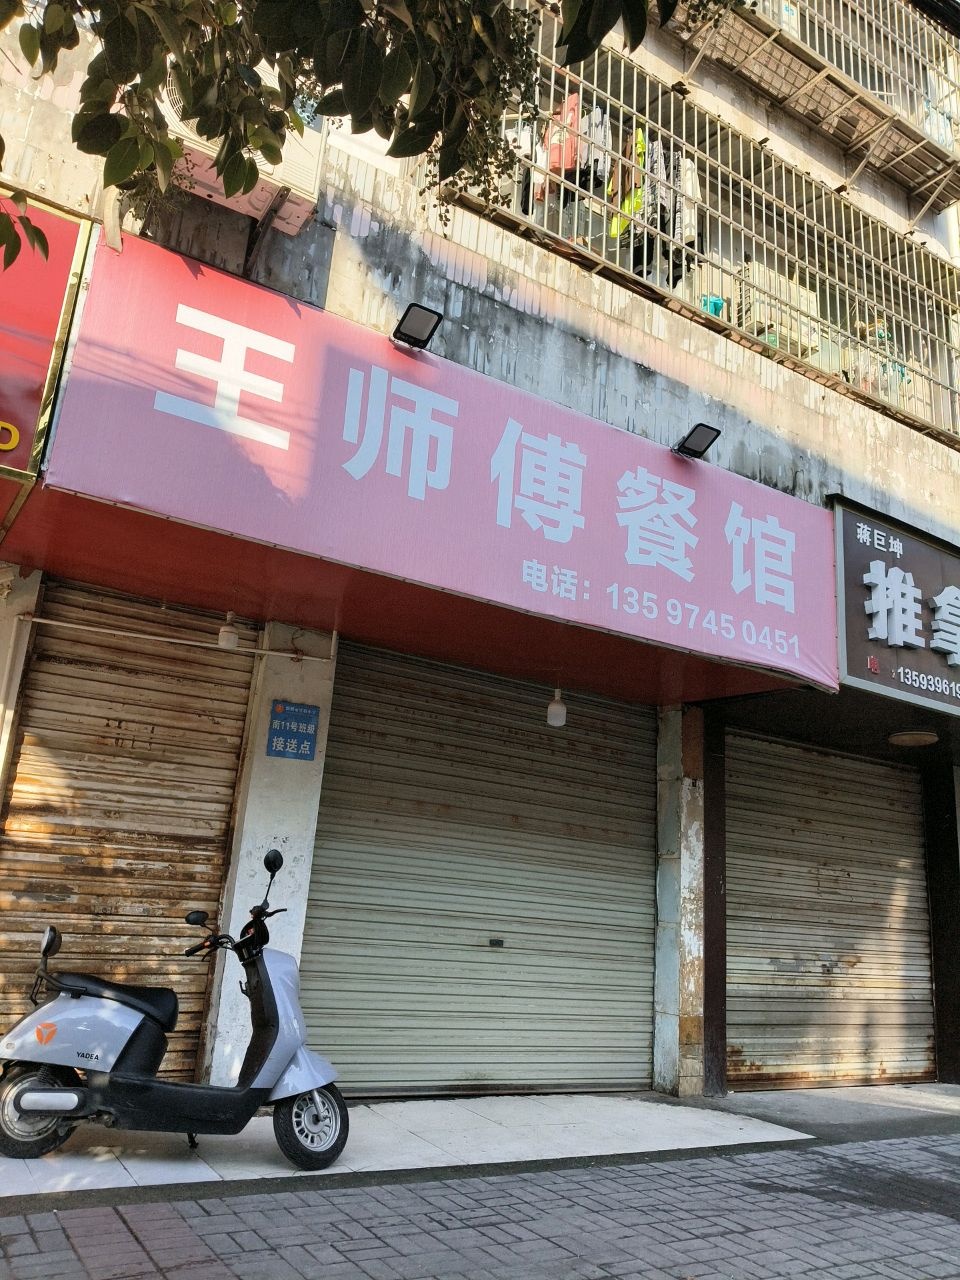 王师傅餐馆
电话：135 9745 0451
蒋巨坤
推拿
13593961
南11号班级
接送点
YADEA
D